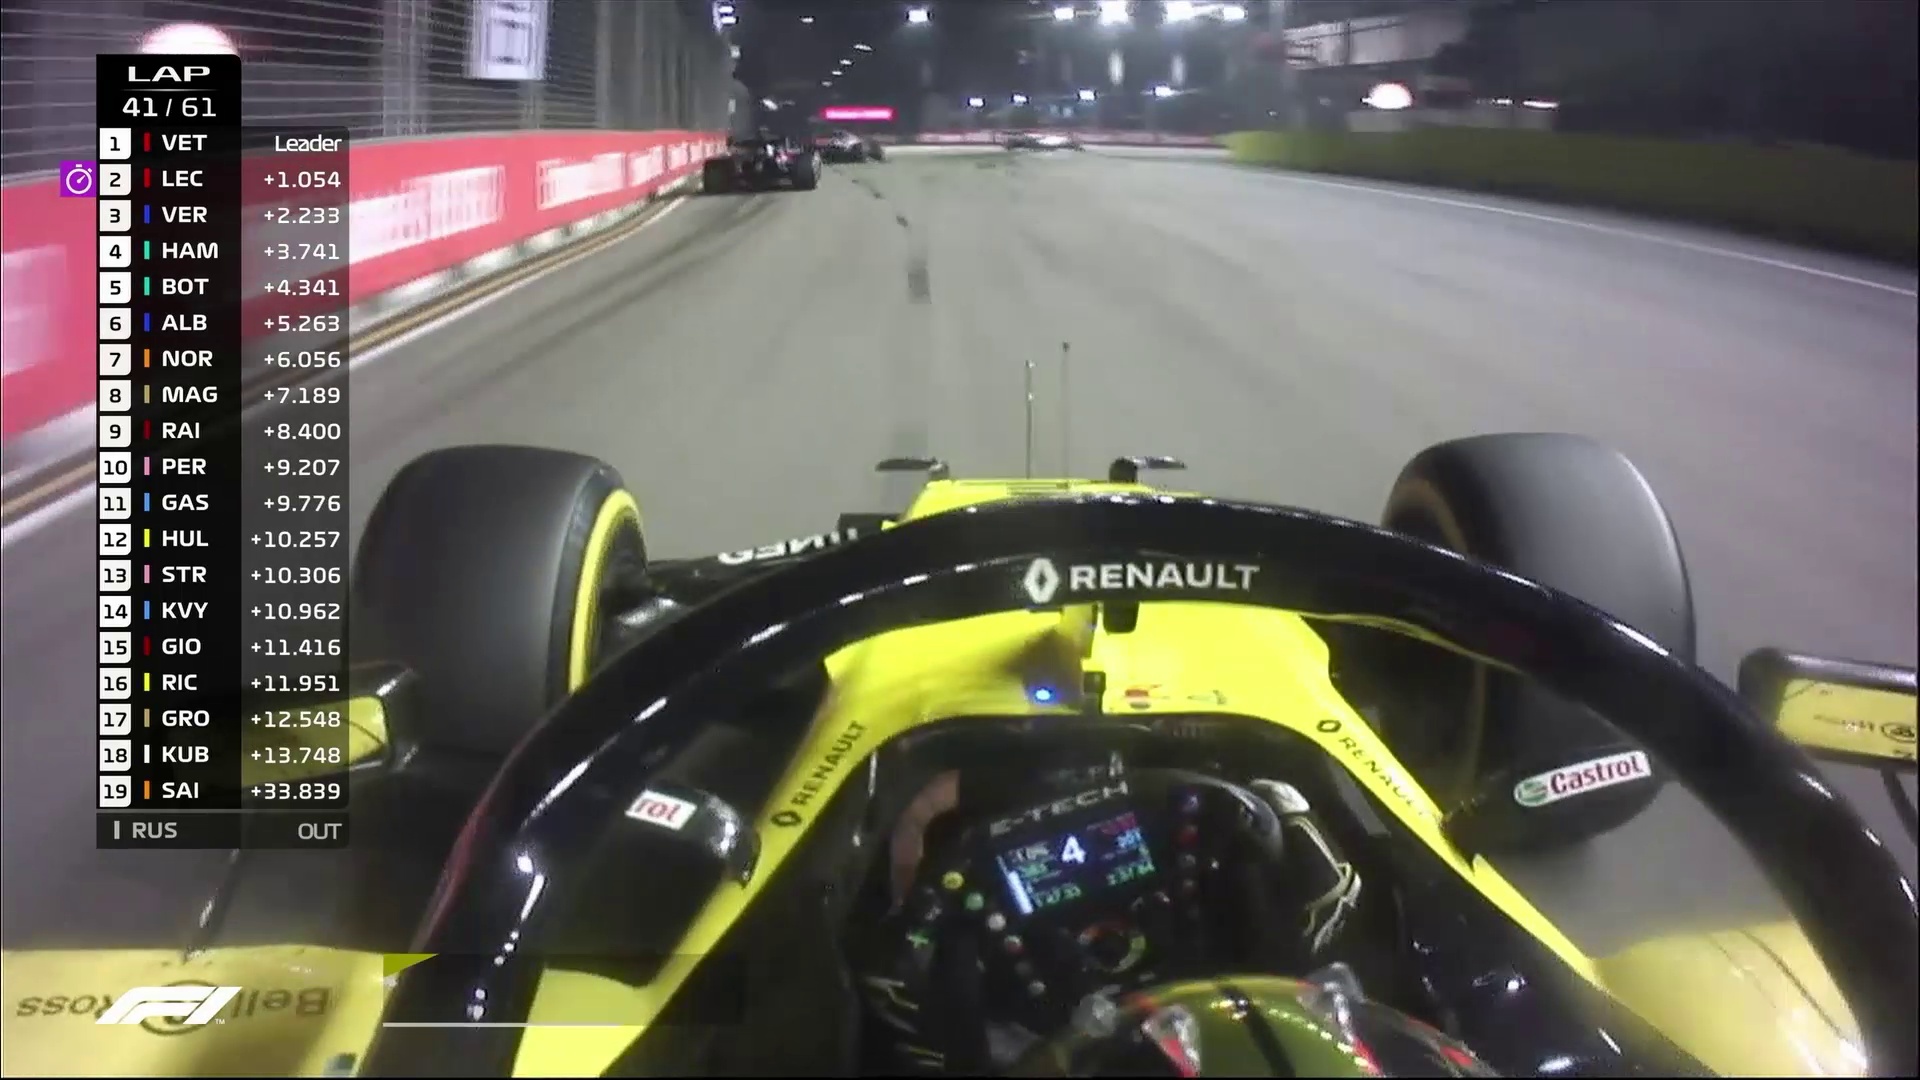 LAP
41 / 61
1 VET Leader
2 LEC +1.054
3 VER +2.233
4 HAM +3.741
5 BOT +4.341
6 ALB +5.263
7 NOR +6.056
8 MAG +7.189
9 RAI +8.400
10 PER +9.207
11 GAS +9.776
12 HUL +10.257
13 STR +10.306
14 KVY +10.962
15 GIO +11.416
16 RIC +11.951
17 GRO +12.548
18 KUB +13.748
19 SAI +33.839
RUS OUT
RENAULT
RENAULT
RENAULT
Castrol
rol
E-TECH
4
Bell & Ross
F1